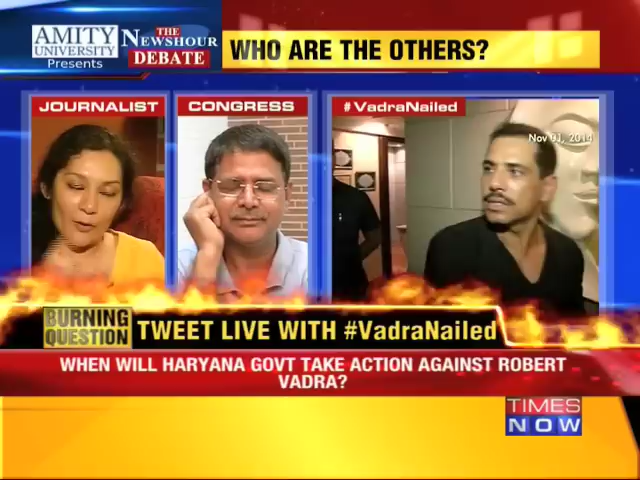 AMITY
UNIVERSITY
Presents
THE
NEWSHOUR
DEBATE
WHO ARE THE OTHERS?
JOURNALIST
CONGRESS
#VadraNailed
Nov 01, 2014
BURNING
QUESTION
TWEET LIVE WITH #VadraNailed
WHEN WILL HARYANA GOVT TAKE ACTION AGAINST ROBERT
VADRA?
TIMES
NOW